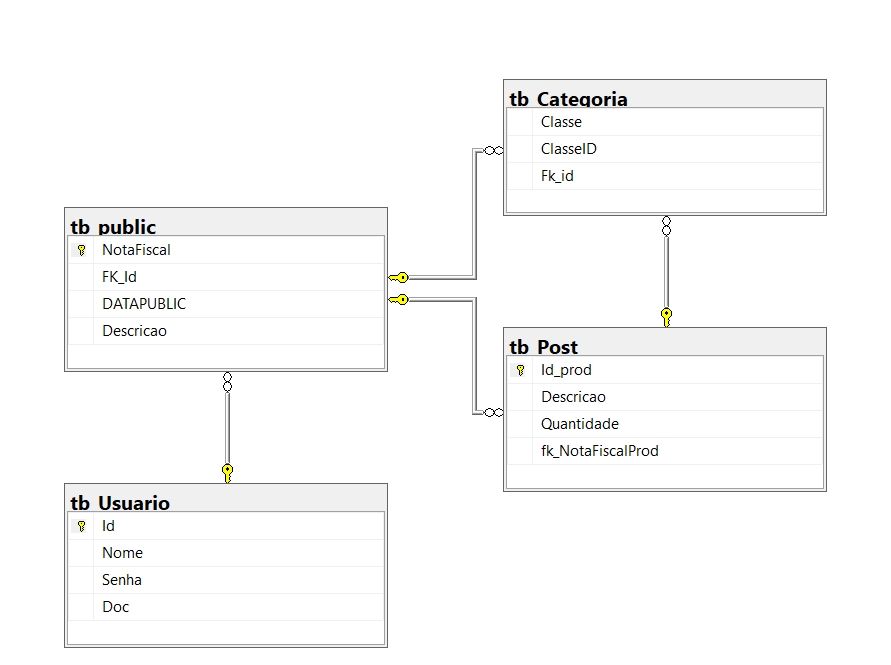 tb_Categoria
Classe
ClasseID
Fk_id
tb_public
NotaFiscal
FK_Id
DATAPUBLIC
Descricao
tb_Post
Id_prod
Descricao
Quantidade
fk_NotaFiscalProd
tb_Usuario
Id
Nome
Senha
Doc